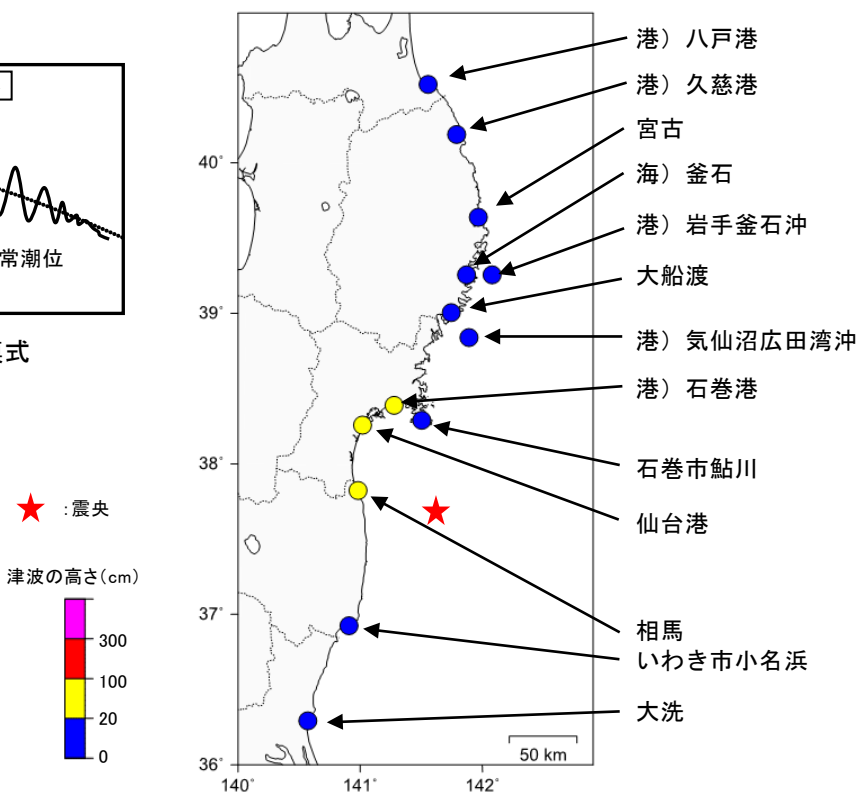 常潮位
式
:震央
津波の高さ(cm)
300
100
20
0
40˚
39˚
38˚
37˚
36˚
140˚
141˚
142˚
50 km
港）八戸港
港）久慈港
宮古
海）釜石
港）岩手釜石沖
大船渡
港）気仙沼広田湾沖
港）石巻港
石巻市鮎川
仙台港
相馬
いわき市小名浜
大洗